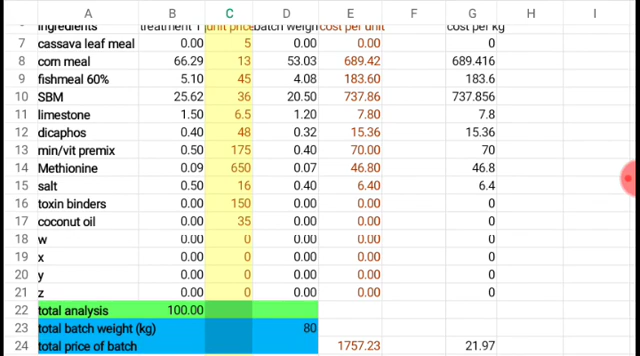 A B C D E F G H I
ingredients treatment 1 unit price batch weigh cost per unit cost per kg
7 cassava leaf meal 0.00 5 0.00 0.00 0
8 corn meal 66.29 13 53.03 689.42 689.416
9 fishmeal 60% 5.10 45 4.08 183.60 183.6
10 SBM 25.62 36 20.50 737.86 737.856
11 limestone 1.50 6.5 1.20 7.80 7.8
12 dicaphos 0.40 48 0.32 15.36 15.36
13 min/vit premix 0.50 175 0.40 70.00 70
14 Methionine 0.09 650 0.07 46.80 46.8
15 salt 0.50 16 0.40 6.40 6.4
16 toxin binders 0.00 150 0.00 0.00 0
17 coconut oil 0.00 35 0.00 0.00 0
18 w 0.00 0 0.00 0.00 0
19 x 0.00 0 0.00 0.00 0
20 y 0.00 0 0.00 0.00 0
21 z 0.00 0 0.00 0.00 0
22 total analysis 100.00
23 total batch weight (kg) 80
24 total price of batch 1757.23 21.97